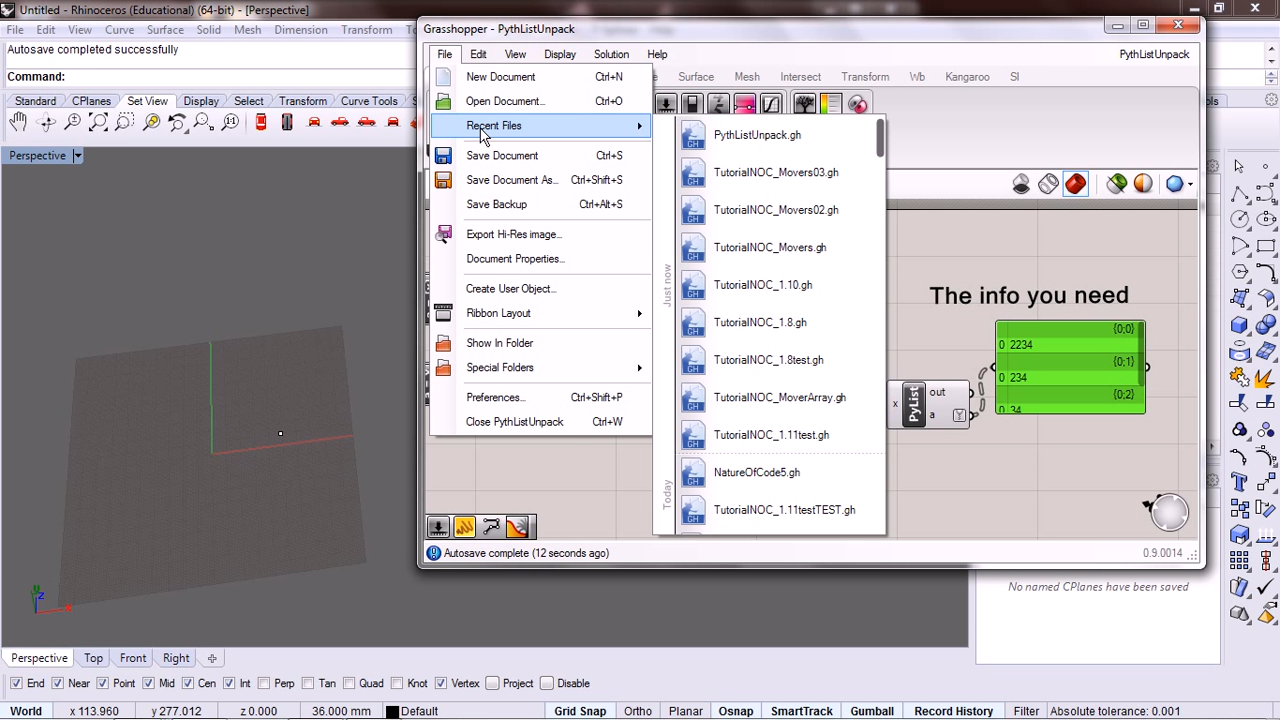 Untitled - Rhinoceros (Educational) (64-bit) - [Perspective]
File Edit View Curve Surface Solid Mesh Dimension Transform
Autosave completed successfully
Command:
Standard CPlanes Set View Display Select Transform Curve Tools
Perspective
Grasshopper - PythListUnpack
File Edit View Display Solution Help PythListUnpack
Surface Mesh Intersect Transform Wb Kangaroo SI
New Document Ctrl+N
Open Document... Ctrl+O
Recent Files
Save Document Ctrl+S
Save Document As... Ctrl+Shift+S
Save Backup Ctrl+Alt+S
Export Hi-Res image...
Document Properties...
Create User Object...
Ribbon Layout
Show In Folder
Special Folders
Preferences... Ctrl+Shift+P
Close PythListUnpack Ctrl+W
Just now
PythListUnpack.gh
TutorialNOC_Movers03.gh
TutorialNOC_Movers02.gh
TutorialNOC_Movers.gh
TutorialNOC_1.10.gh
TutorialNOC_1.8.gh
TutorialNOC_1.8test.gh
TutorialNOC_MoverArray.gh
TutorialNOC_1.11test.gh
Today
NatureOfCode5.gh
TutorialNOC_1.11testTEST.gh
The info you need
{0;0}
0 2234
{0;1}
0 234
{0;2}
0 34
x PyList out
a
Autosave complete (12 seconds ago) 0.9.0014
No named CPlanes have been saved
z
Perspective Top Front Right
End Near Point Mid Cen Int Perp Tan Quad Knot Vertex Project Disable
World x 113.960 y 277.012 z 0.000 36.000 mm Default Grid Snap Ortho Planar Osnap SmartTrack Gumball Record History Filter Absolute tolerance: 0.001